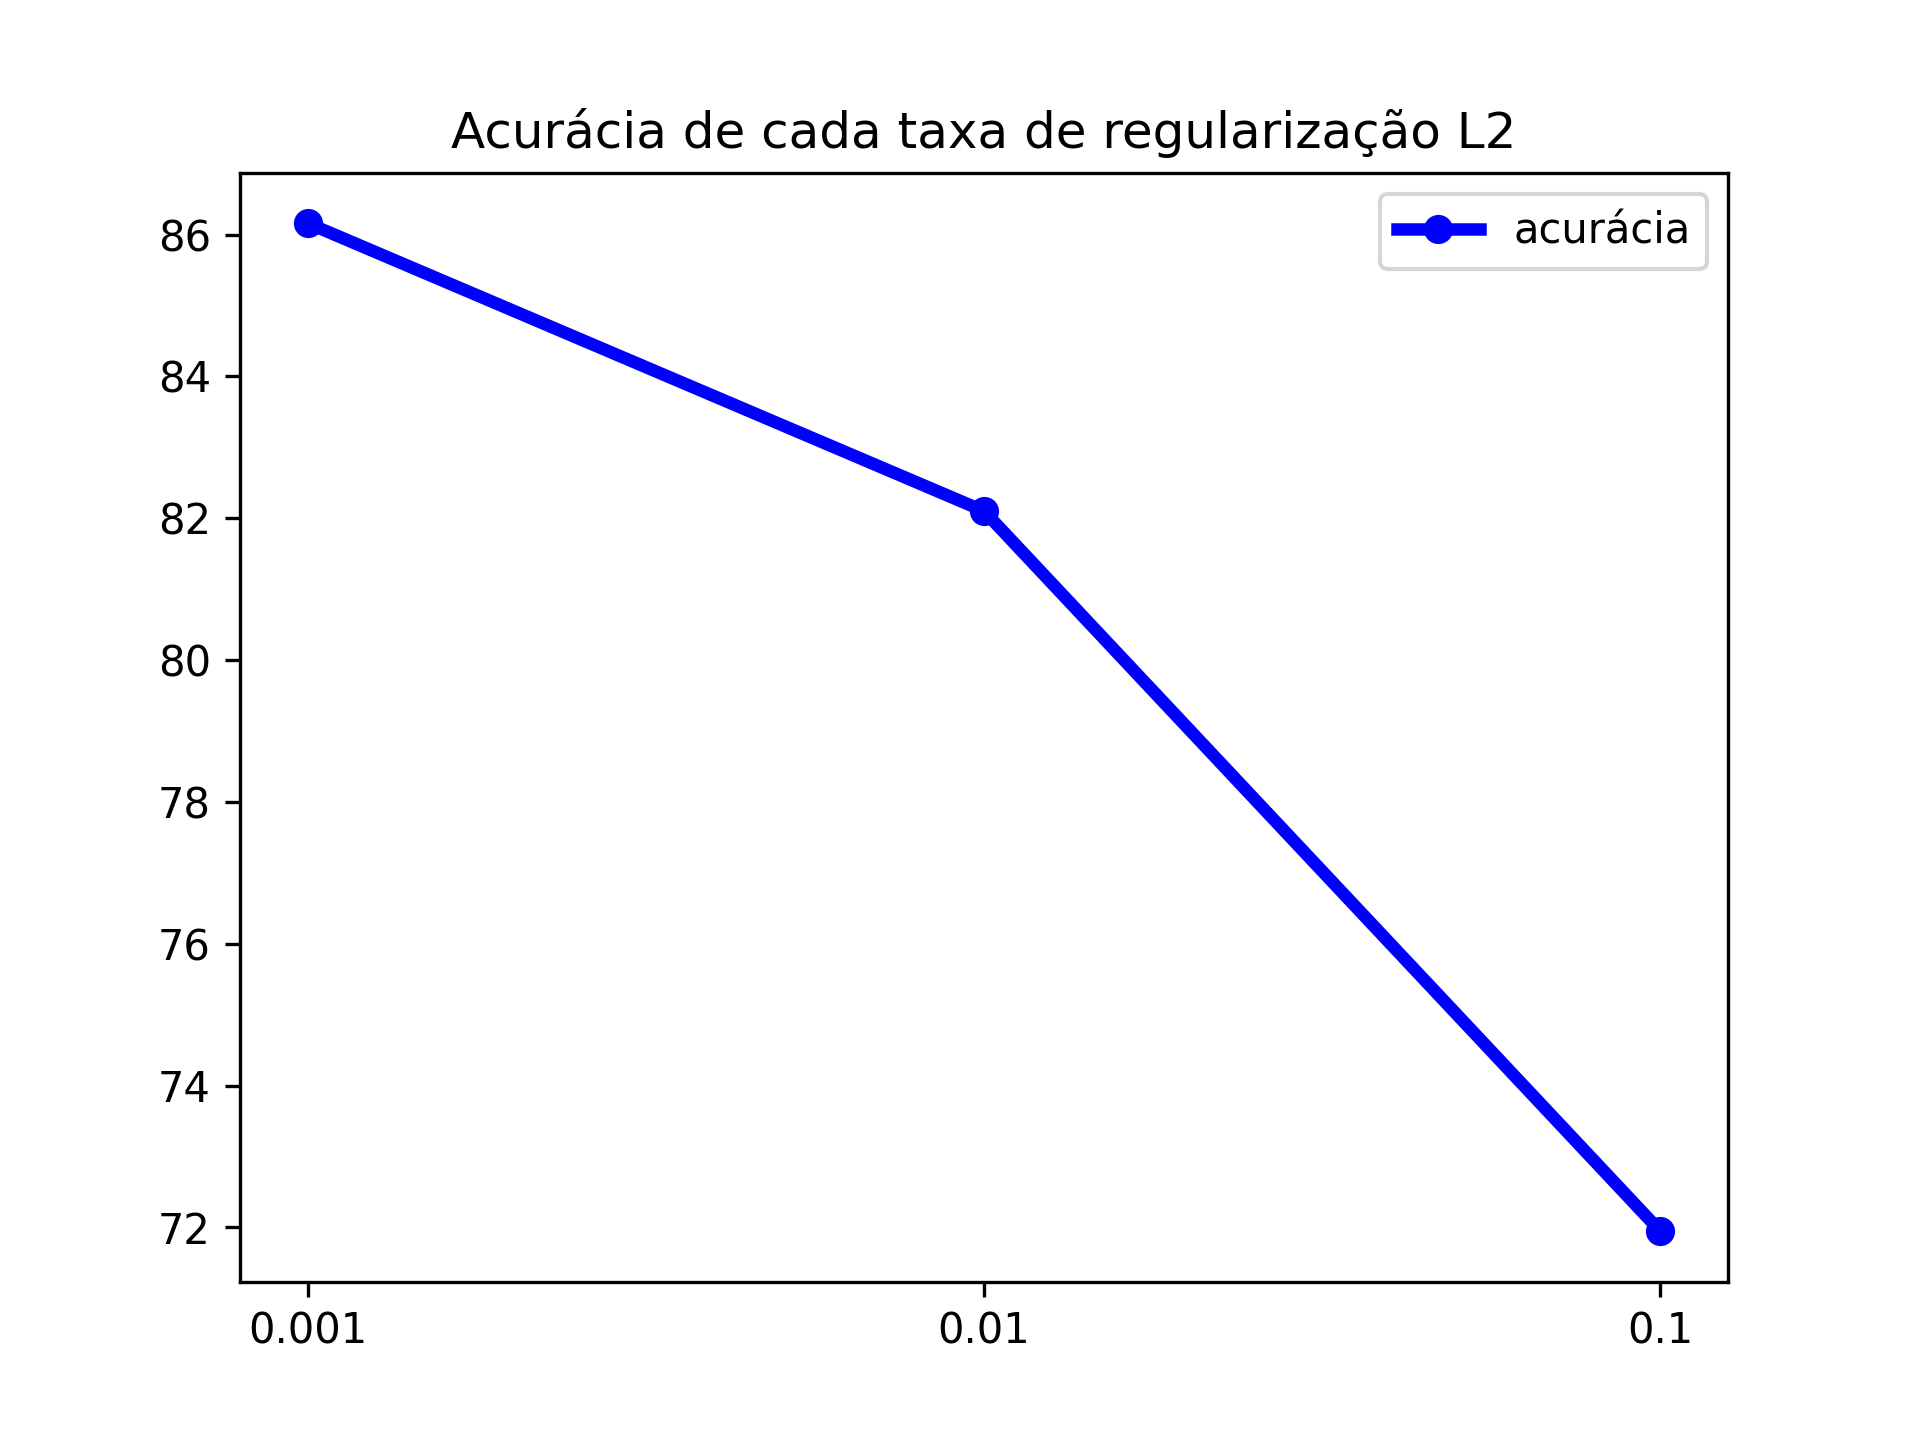 Acurácia de cada taxa de regularização L2
acurácia
86
84
82
80
78
76
74
72
0.001 0.01 0.1